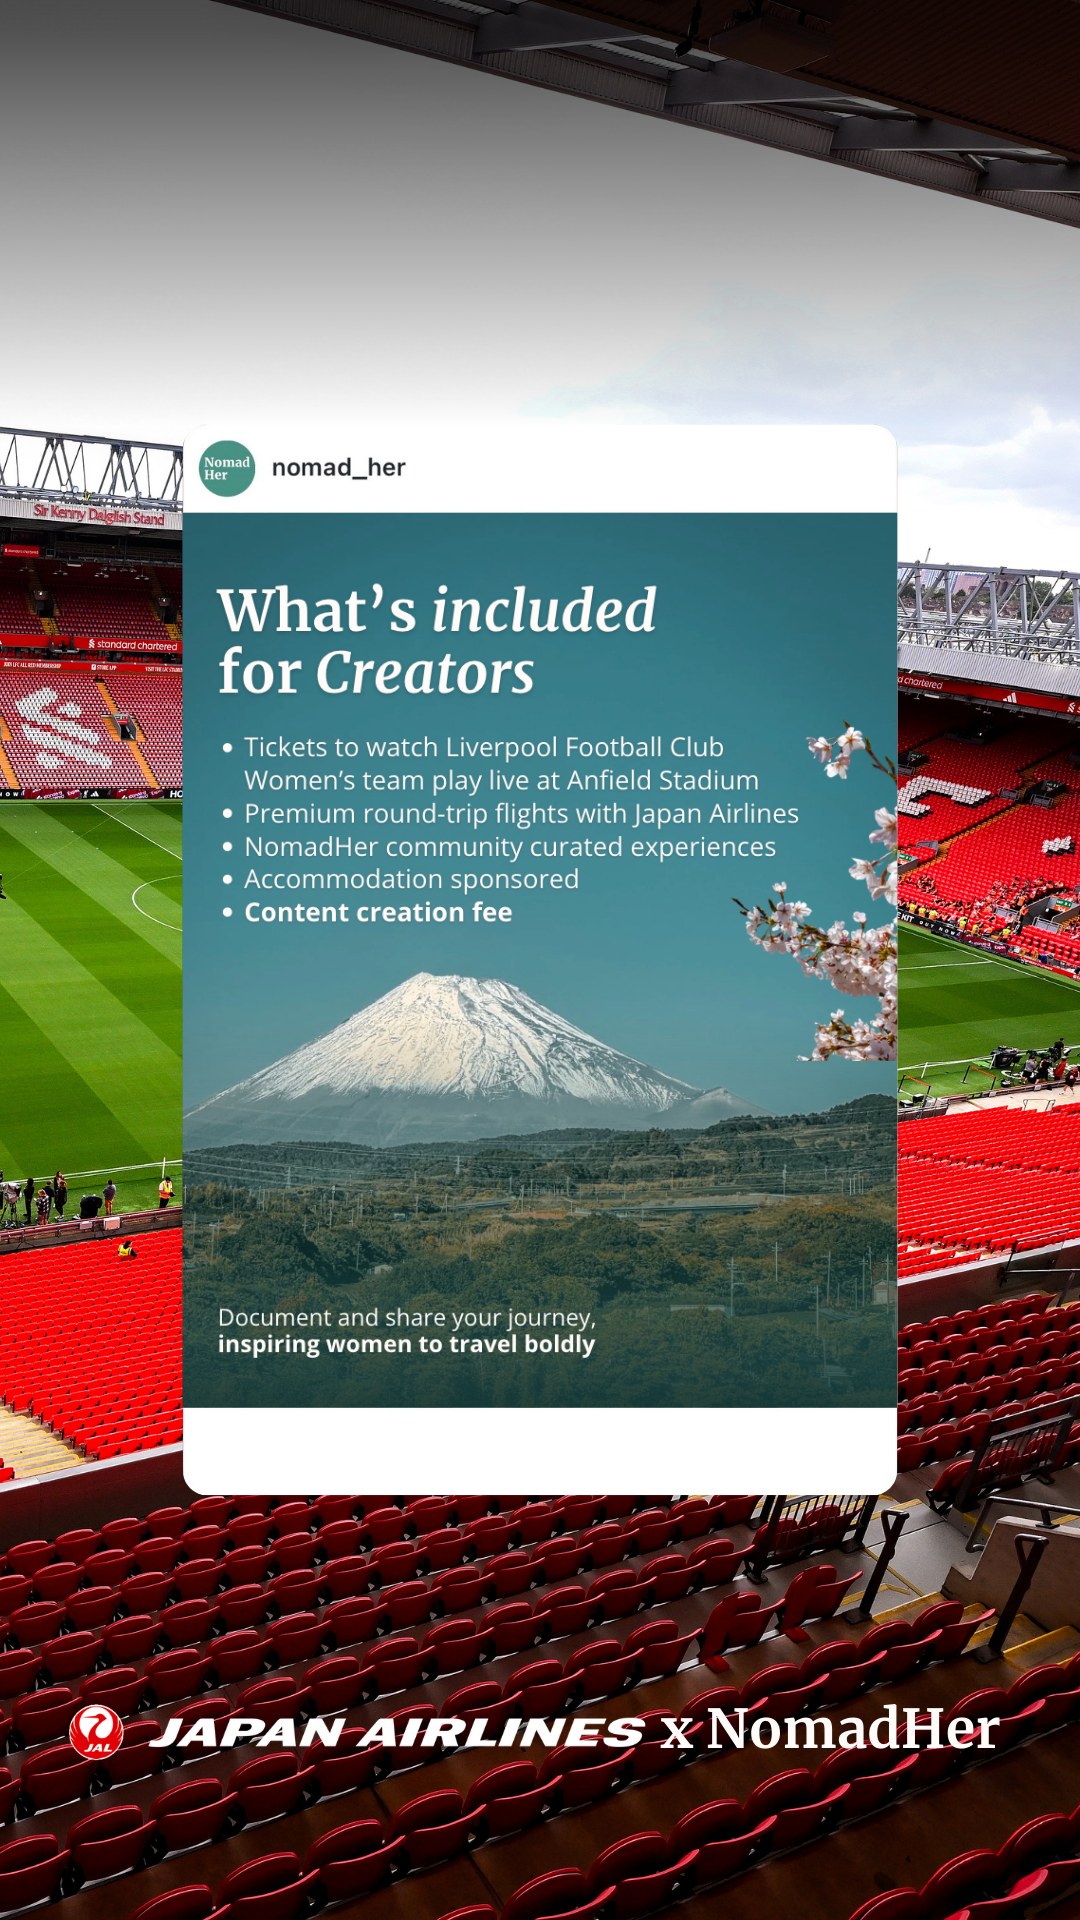 Nomad
Her
nomad_her
Sir Kenny Dalglish Stand
standard chartered
What's included
for Creators
• Tickets to watch Liverpool Football Club
Women's team play live at Anfield Stadium
• Premium round-trip flights with Japan Airlines
• NomadHer community curated experiences
• Accommodation sponsored
• Content creation fee
Document and share your journey,
inspiring women to travel boldly
JAL
JAPAN AIRLINES x NomadHer